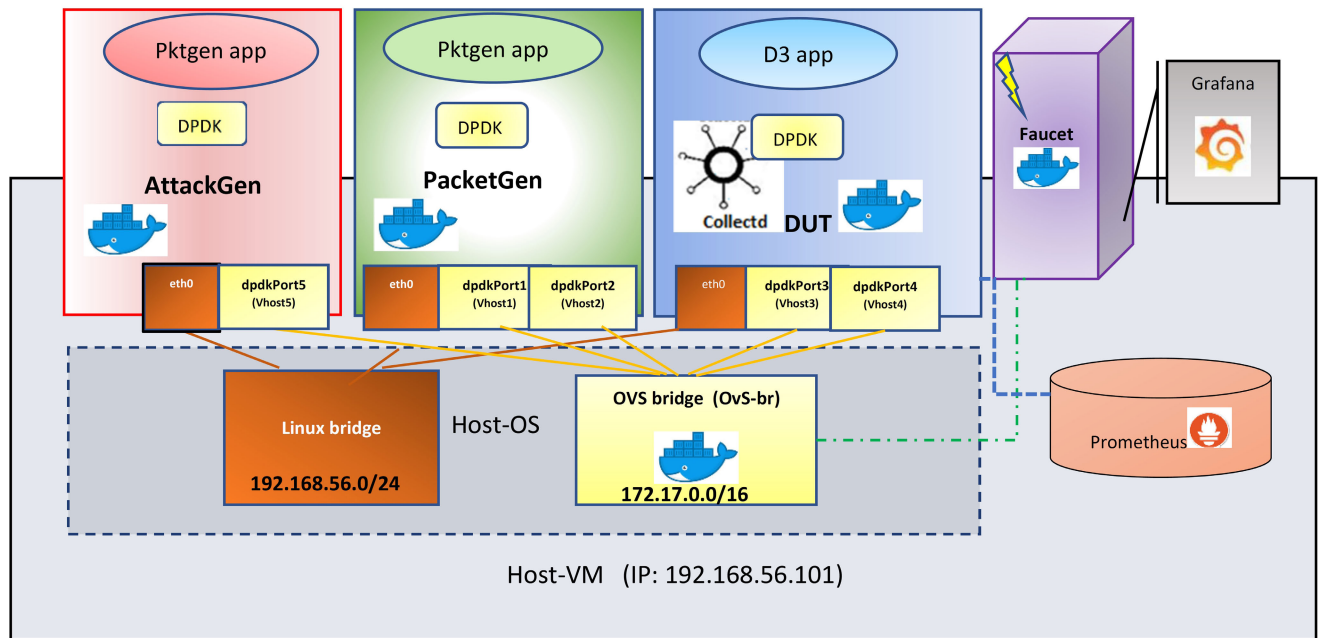 Pktgen app
DPDK
AttackGen
eth0
dpdkPort5
(Vhost5)
Pktgen app
DPDK
PacketGen
eth0
dpdkPort1
(Vhost1)
dpdkPort2
(Vhost2)
D3 app
DPDK
Collectd
DUT
eth0
dpdkPort3
(Vhost3)
dpdkPort4
(Vhost4)
Faucet
Grafana
Linux bridge
192.168.56.0/24
Host-OS
OVS bridge (OvS-br)
172.17.0.0/16
Prometheus
Host-VM (IP: 192.168.56.101)